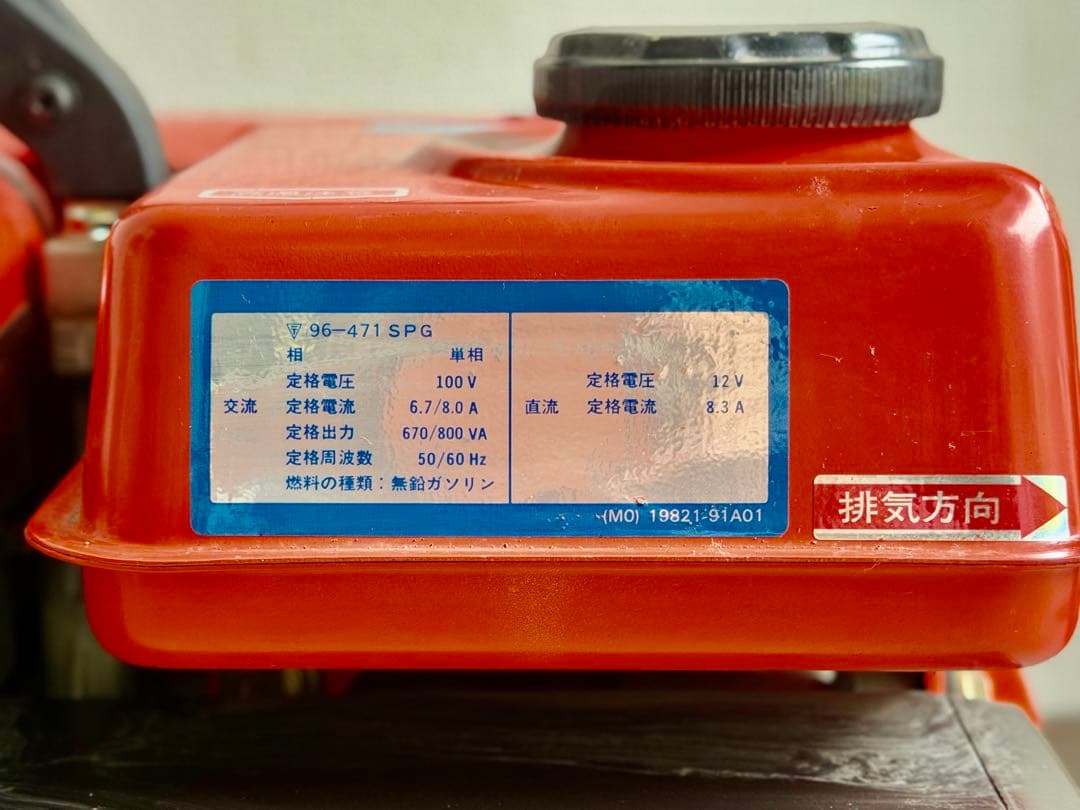 96-471 SPG
相 単相
定格電圧 100 V
交流 定格電流 6.7/8.0 A
定格出力 670/800 VA
定格周波数 50/60 Hz
燃料の種類：無鉛ガソリン
定格電圧 12 V
直流 定格電流 8.3 A
(MO) 19821-91A01
排気方向